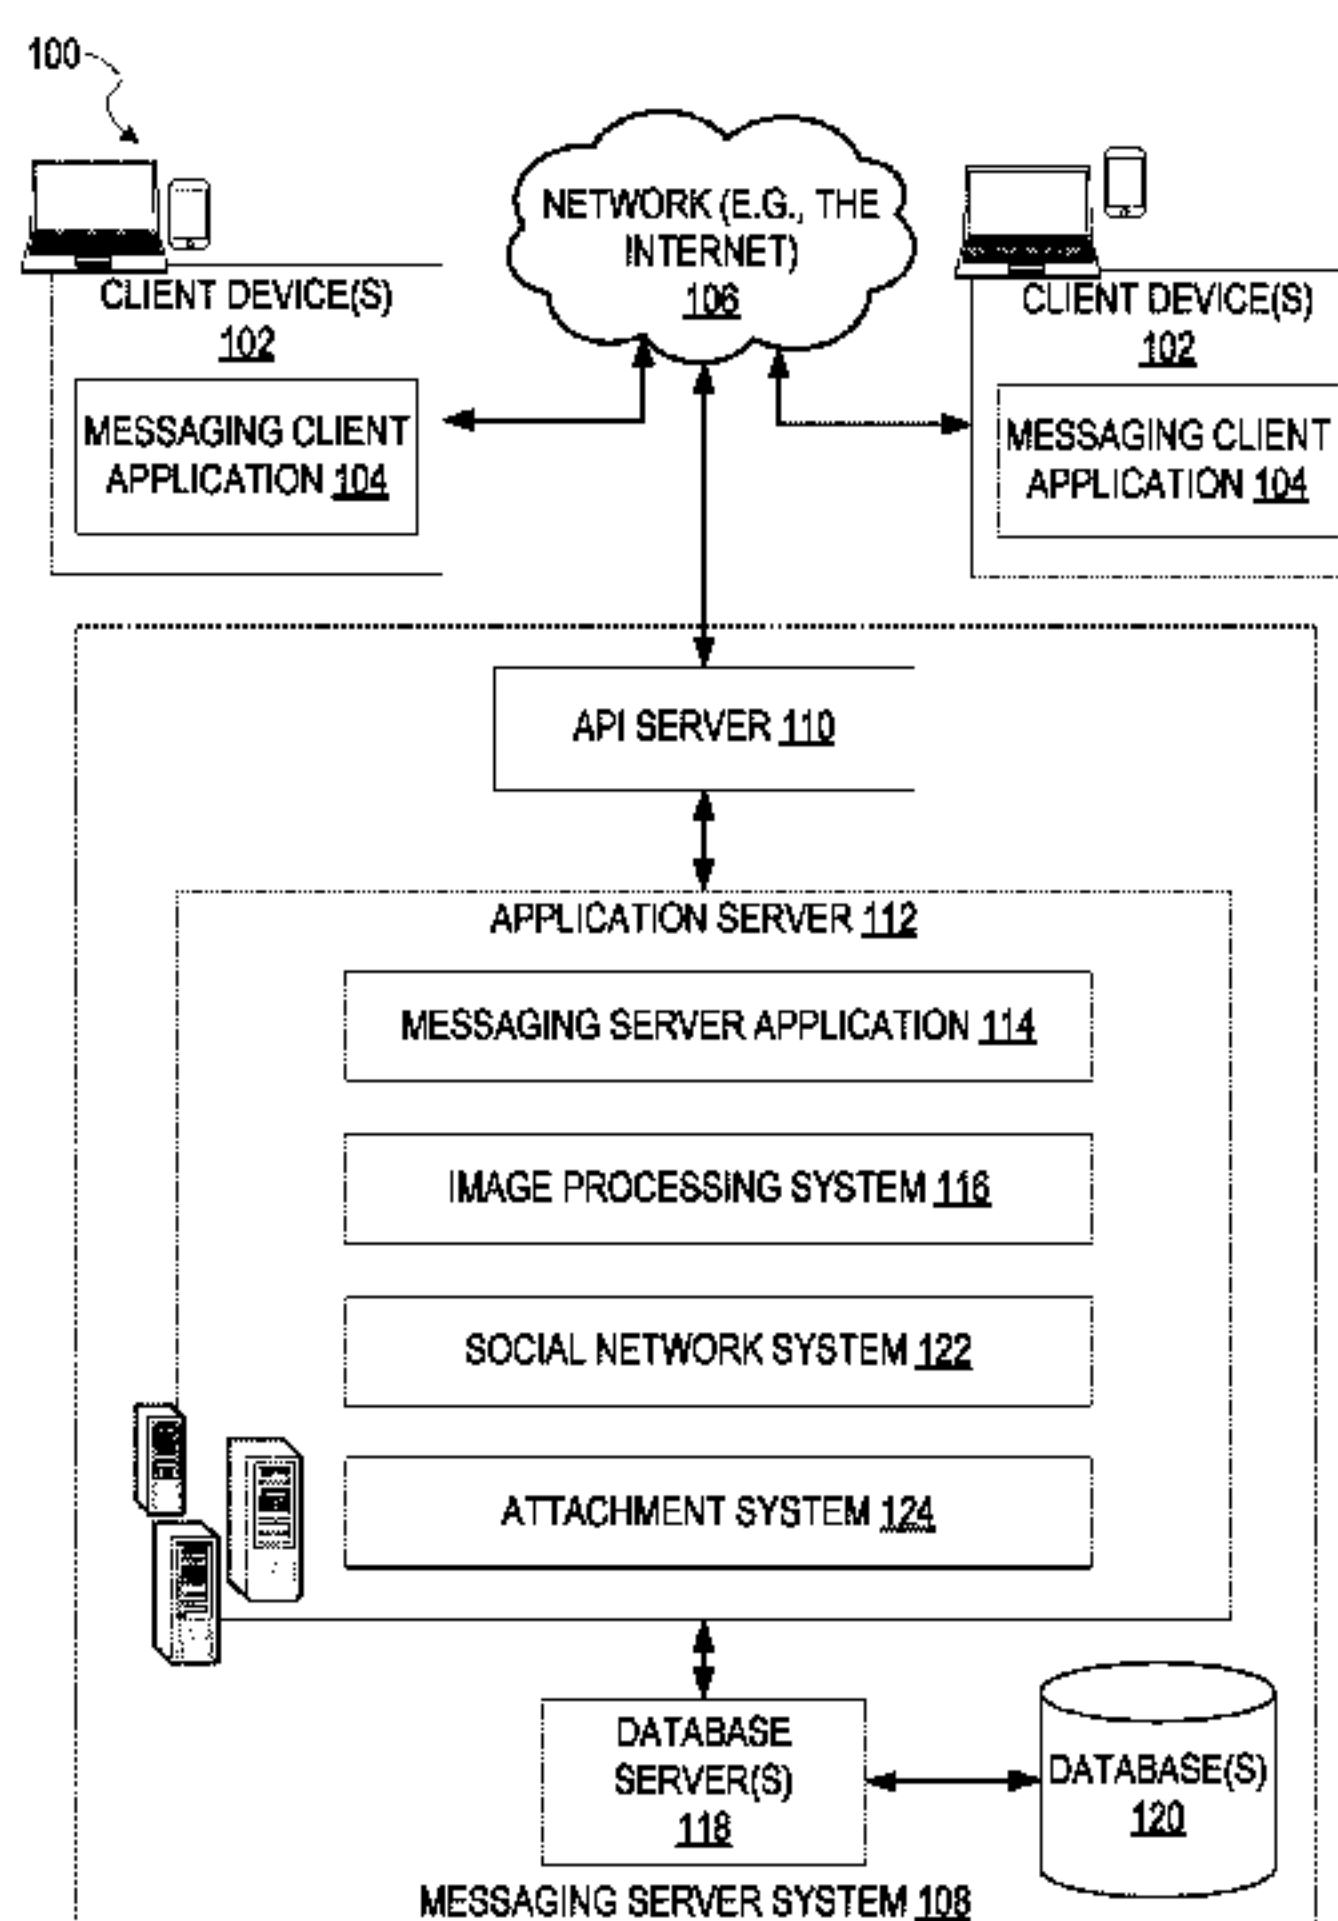 100
NETWORK (E.G., THE
INTERNET)
106
CLIENT DEVICE(S)
102
MESSAGING CLIENT
APPLICATION 104
CLIENT DEVICE(S)
102
MESSAGING CLIENT
APPLICATION 104
API SERVER 110
APPLICATION SERVER 112
MESSAGING SERVER APPLICATION 114
IMAGE PROCESSING SYSTEM 116
SOCIAL NETWORK SYSTEM 122
ATTACHMENT SYSTEM 124
DATABASE
SERVER(S)
118
DATABASE(S)
120
MESSAGING SERVER SYSTEM 108